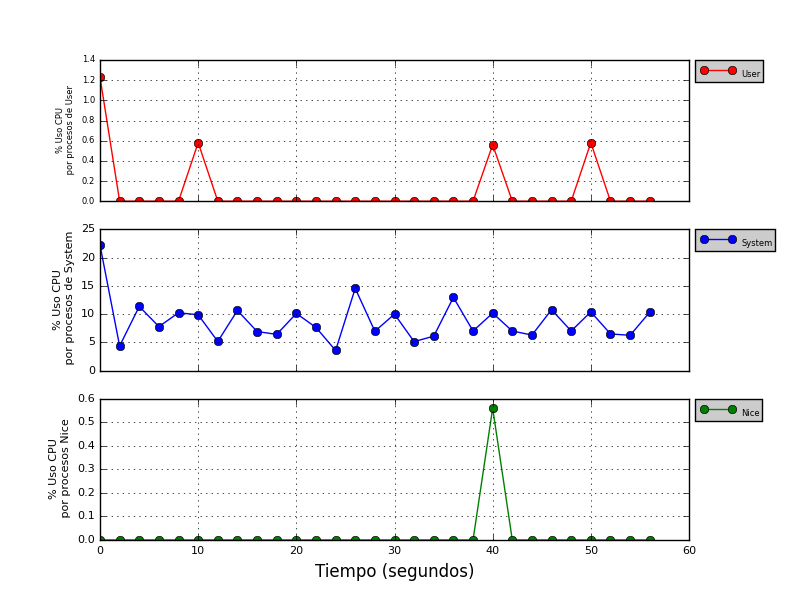 1.4
1.2
1.0
0.8
0.6
0.4
0.2
0.0
% Uso CPU
por procesos de User
User
25
20
15
10
5
0
% Uso CPU
por procesos de System
System
0.6
0.5
0.4
0.3
0.2
0.1
0.0
% Uso CPU
por procesos Nice
Nice
0 10 20 30 40 50 60
Tiempo (segundos)